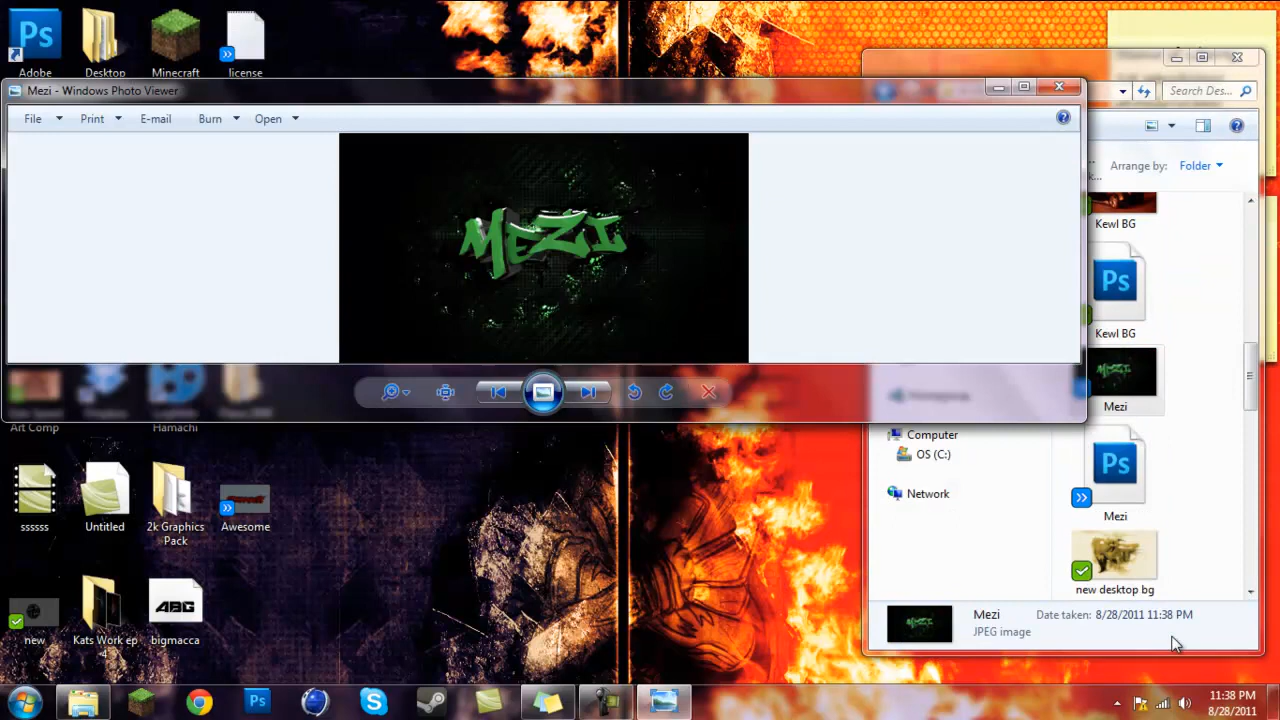 Adobe
Desktop
Minecraft
license
Mezi - Windows Photo Viewer
File
Print
E-mail
Burn
Open
Search Des...
Arrange by:
Folder
MEZI
Kewl BG
Kewl BG
Mezi
Mezi
new desktop bg
Art Comp
Hamachi
ssssss
Untitled
2k Graphics
Pack
Awesome
new
Kats Work ep
4
ABG
bigmacca
Computer
OS (C:)
Network
Mezi
Date taken: 8/28/2011 11:38 PM
JPEG image
11:38 PM
8/28/2011